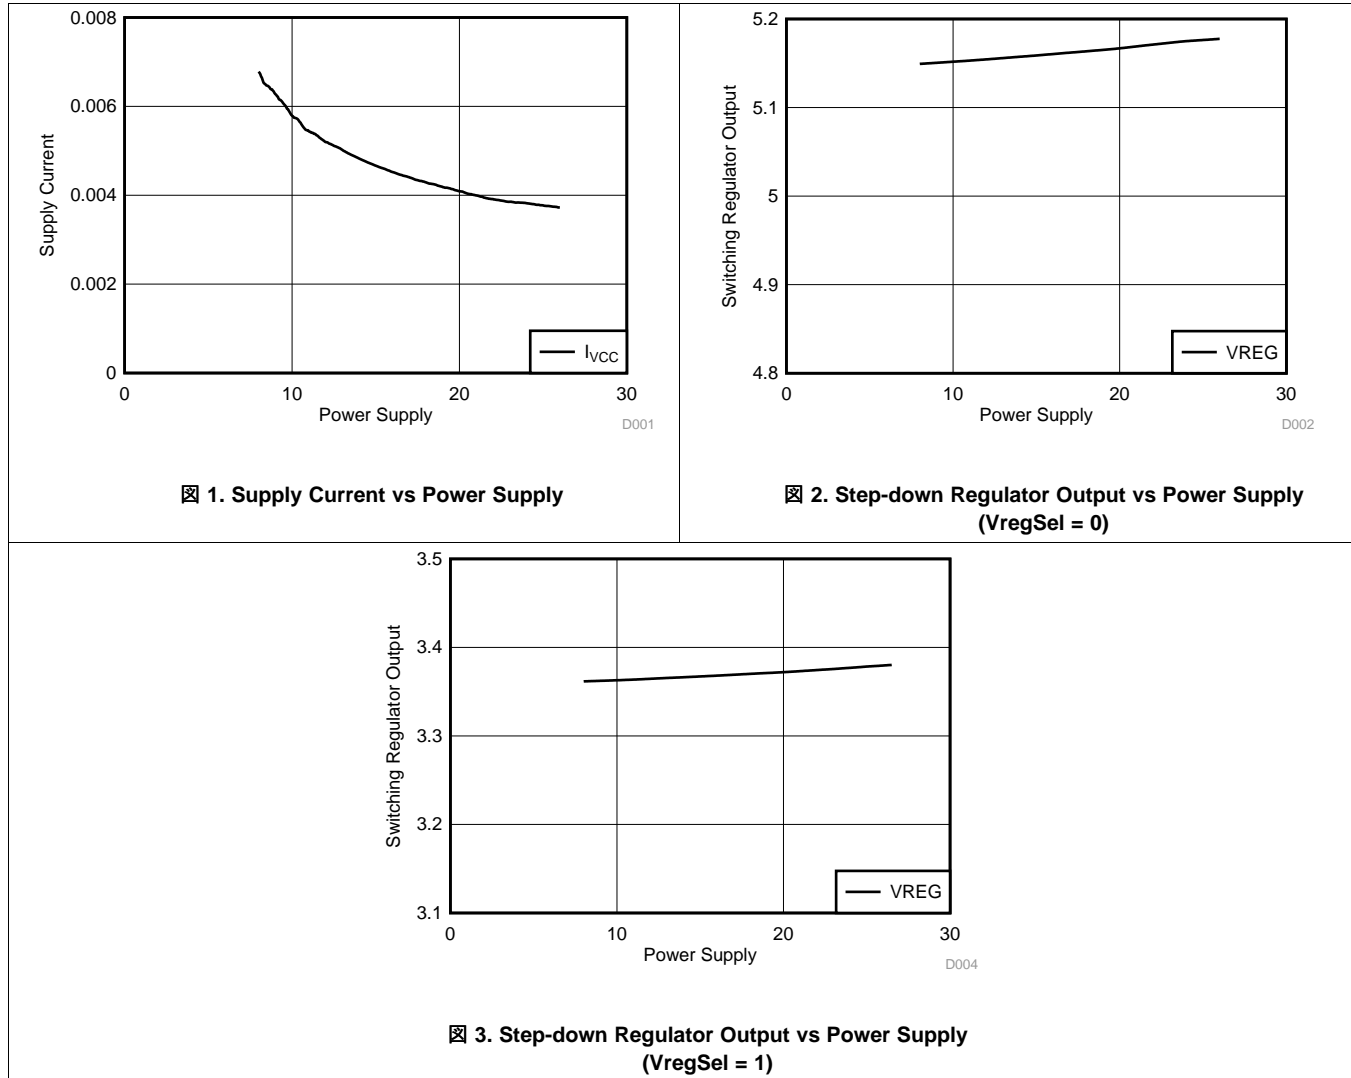 0.008
0.006
0.004
0.002
0
Supply Current
0
10
20
30
Power Supply
I_VCC
D001
図 1. Supply Current vs Power Supply
5.2
5.1
5
4.9
4.8
Switching Regulator Output
0
10
20
30
Power Supply
VREG
D002
図 2. Step-down Regulator Output vs Power Supply
(VregSel = 0)
3.5
3.4
3.3
3.2
3.1
Switching Regulator Output
0
10
20
30
Power Supply
VREG
D004
図 3. Step-down Regulator Output vs Power Supply
(VregSel = 1)